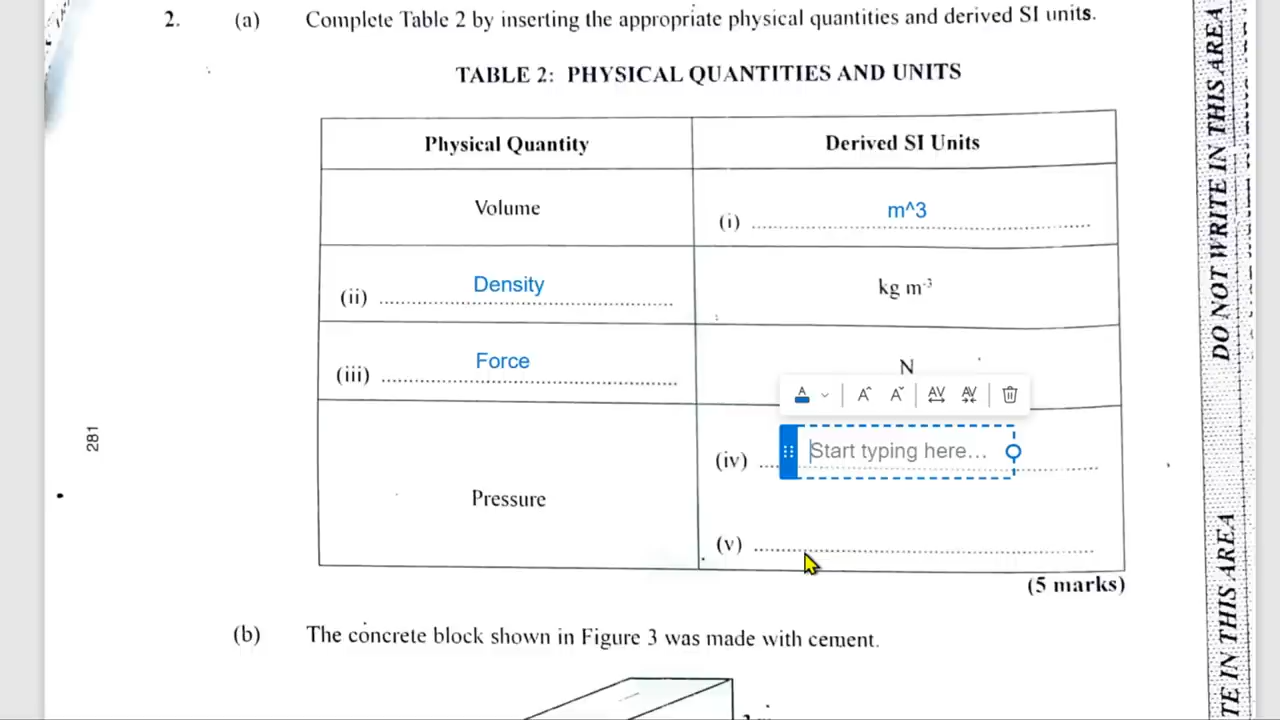 2. (a) Complete Table 2 by inserting the appropriate physical quantities and derived SI units.
TABLE 2: PHYSICAL QUANTITIES AND UNITS
Physical Quantity Derived SI Units
Volume (i) m^3
(ii) Density kg m⁻³
(iii) Force N
(iv) Start typing here...
Pressure
(v)
(5 marks)
(b) The concrete block shown in Figure 3 was made with cement.
281
DO NOT WRITE IN THIS AREA
TE IN THIS AREA